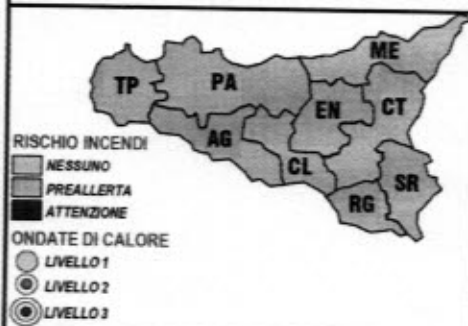 ME
TP
PA
EN
CT
AG
CL
SR
RG
RISCHIO INCENDI
NESSUNO
PREALLERTA
ATTENZIONE
ONDATE DI CALORE
LIVELLO 1
LIVELLO 2
LIVELLO 3